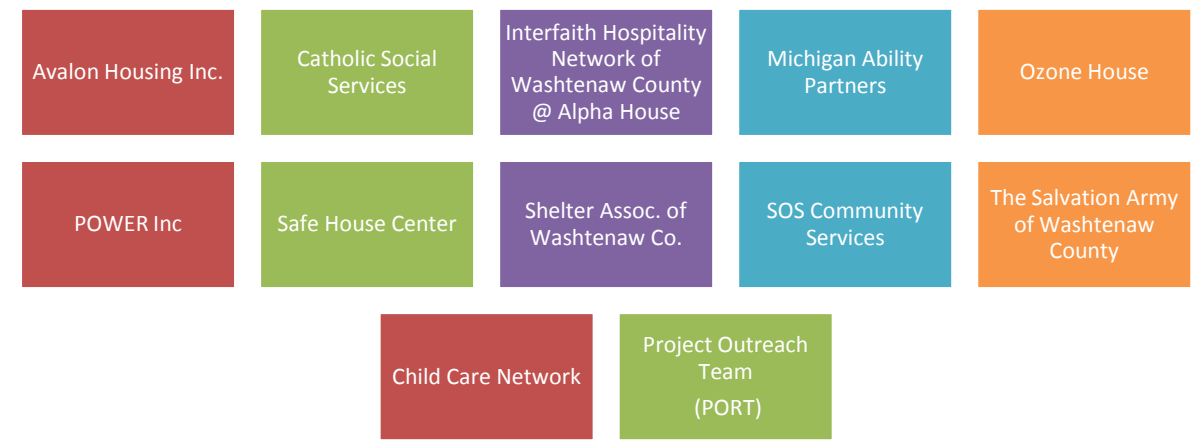 Avalon Housing Inc.
Catholic Social
Services
Interfaith Hospitality
Network of
Washtenaw County
@ Alpha House
Michigan Ability
Partners
Ozone House
POWER Inc
Safe House Center
Shelter Assoc. of
Washtenaw Co.
SOS Community
Services
The Salvation Army
of Washtenaw
County
Child Care Network
Project Outreach
Team
(PORT)